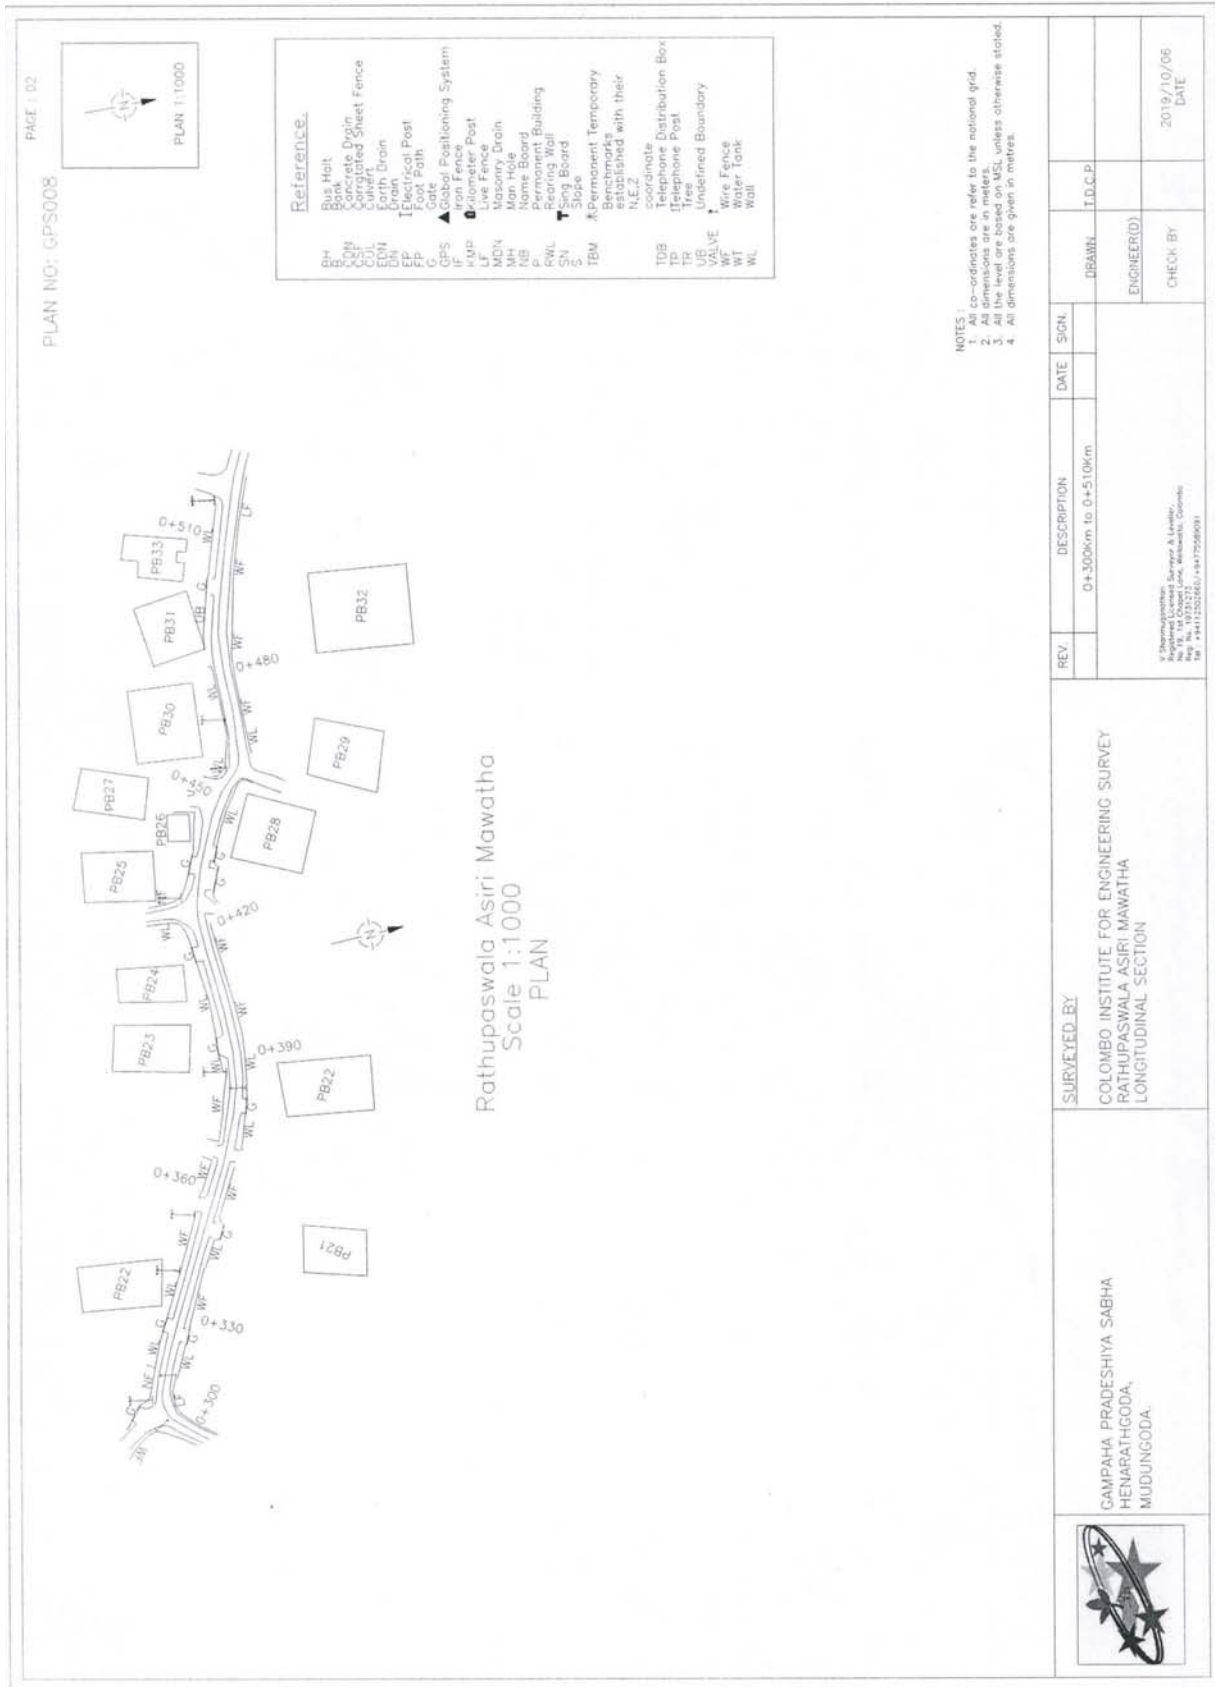 PAGE : 02
PLAN NO: GPS008
N
PLAN 1:1000
Reference.
BH Bus Halt
B Bank
CDN Concrete Drain
CSF Corrgtated Sheet Fence
CUL Culvert
EDN Earth Drain
DN Drain
EP Electrical Post
FP Foot Path
G Gate
GPS Global Positioning System
IF Iron Fence
KMP Kilometer Post
LF Live Fence
MDN Masonry Drain
MH Man Hole
NB Name Board
P Permanent Building
RWL Rearing Wall
SN Sing Board
S Slope
TBM Permanent Temporary
Benchmarks
established with their
N,E,Z
coordinate
TDB Telephone Distribution Box
TP Telephone Post
TR Tree
UB Undefined Boundary
VALVE
WF Wire Fence
WT Water Tank
WL Wall
NOTES :
1. All co-ordinates are refer to the national grid.
2. All dimensions are in meters.
3. All the level are based on MSL unless otherwise stated.
4. All dimensions are given in metres.
PB22
PB23
PB24
PB25
PB26
PB27
PB30
PB31
PB33
PB21
PB22
PB28
PB29
PB32
0+300
0+330
0+360
0+390
0+420
0+450
0+480
0+510
G
WL
WF
LF
UB
N
Rathupaswala Asiri Mawatha
Scale 1:1000
PLAN
GAMPAHA PRADESHIYA SABHA
HENARATHGODA,
MUDUNGODA.
SURVEYED BY
COLOMBO INSTITUTE FOR ENGINEERING SURVEY
RATHUPASWALA ASIRI MAWATHA
LONGITUDINAL SECTION
REV. DESCRIPTION DATE SIGN.
0+300Km to 0+510Km
V Shanmuganathan
Registered Licensed Surveyor & Leveller,
DRAWN T.D.C.P
ENGINEER(D)
CHECK BY
2019/10/06
DATE